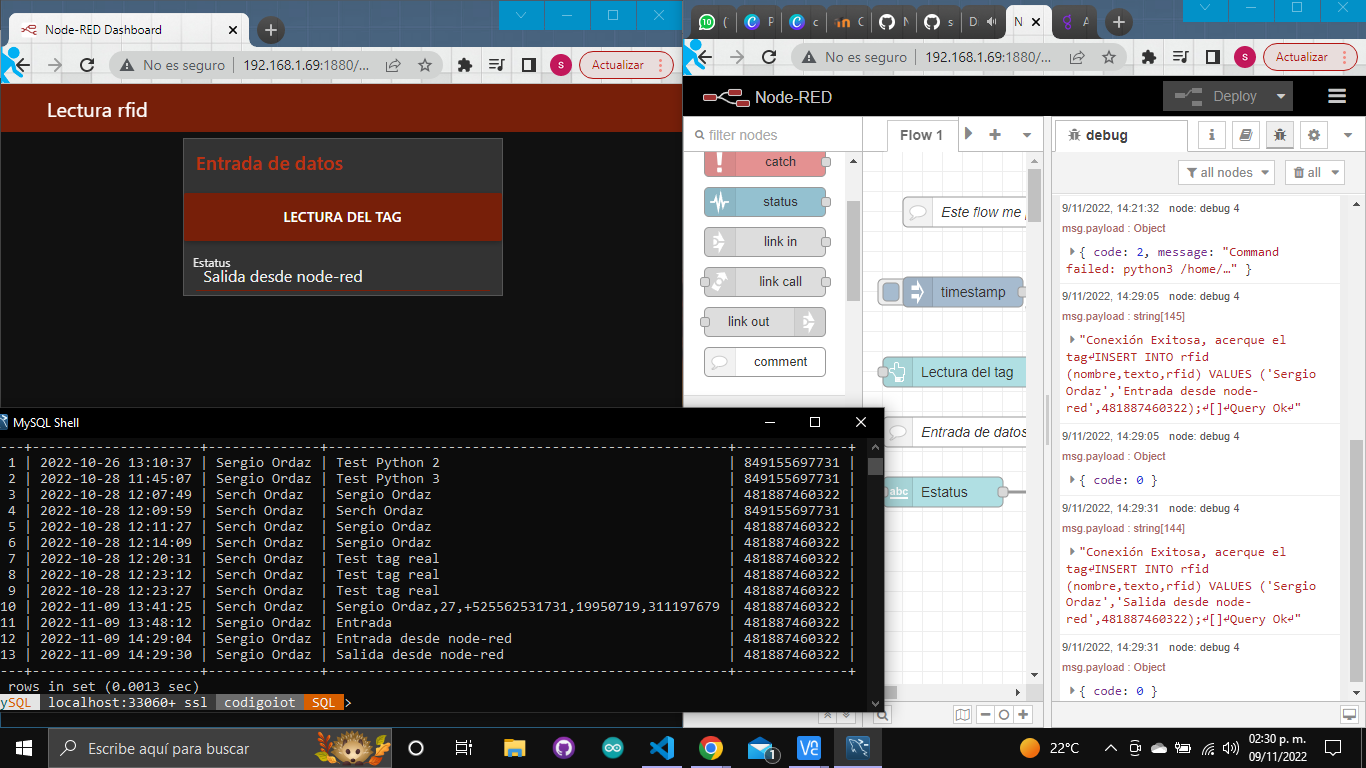 Node-RED Dashboard
No es seguro
192.168.1.69:1880/...
S
Actualizar
Lectura rfid
Entrada de datos
LECTURA DEL TAG
Estatus
Salida desde node-red
10
(
P
c
C
N
s
D
N
A
No es seguro
192.168.1.69:1880/...
S
Actualizar
Node-RED
Deploy
filter nodes
catch
status
link in
link call
link out
comment
Flow 1
Este flow me
timestamp
Lectura del tag
Entrada de datos
abc
Estatus
debug
i
all nodes
all
9/11/2022, 14:21:32 node: debug 4
msg.payload : Object
{ code: 2, message: "Command
failed: python3 /home/…" }
9/11/2022, 14:29:05 node: debug 4
msg.payload : string[145]
"Conexión Exitosa, acerque el
tag↵INSERT INTO rfid
(nombre,texto,rfid) VALUES ('Sergio
Ordaz','Entrada desde node-
red',481887460322);↵[]↵Query Ok↵"
9/11/2022, 14:29:05 node: debug 4
msg.payload : Object
{ code: 0 }
9/11/2022, 14:29:31 node: debug 4
msg.payload : string[144]
"Conexión Exitosa, acerque el
tag↵INSERT INTO rfid
(nombre,texto,rfid) VALUES ('Sergio
Ordaz','Salida desde node-
red',481887460322);↵[]↵Query Ok↵"
9/11/2022, 14:29:31 node: debug 4
msg.payload : Object
{ code: 0 }
MySQL Shell
---+---------------------+--------------+------------------------------------------------+--------------+
1 | 2022-10-26 13:10:37 | Sergio Ordaz | Test Python 2 | 849155697731 |
2 | 2022-10-28 11:45:07 | Sergio Ordaz | Test Python 3 | 849155697731 |
3 | 2022-10-28 12:07:49 | Serch Ordaz | Sergio Ordaz | 481887460322 |
4 | 2022-10-28 12:09:59 | Serch Ordaz | Serch Ordaz | 849155697731 |
5 | 2022-10-28 12:11:27 | Serch Ordaz | Sergio Ordaz | 481887460322 |
6 | 2022-10-28 12:14:09 | Serch Ordaz | Sergio Ordaz | 481887460322 |
7 | 2022-10-28 12:20:31 | Serch Ordaz | Test tag real | 481887460322 |
8 | 2022-10-28 12:23:12 | Serch Ordaz | Test tag real | 481887460322 |
9 | 2022-10-28 12:23:27 | Serch Ordaz | Test tag real | 481887460322 |
10 | 2022-11-09 13:41:25 | Serch Ordaz | Sergio Ordaz,27,+525562531731,19950719,311197679 | 481887460322 |
11 | 2022-11-09 13:48:12 | Sergio Ordaz | Entrada | 481887460322 |
12 | 2022-11-09 14:29:04 | Sergio Ordaz | Entrada desde node-red | 481887460322 |
13 | 2022-11-09 14:29:30 | Sergio Ordaz | Salida desde node-red | 481887460322 |
---+---------------------+--------------+------------------------------------------------+--------------+
rows in set (0.0013 sec)
ySQL localhost:33060+ ssl codigoiot SQL >
Escribe aquí para buscar
1
22°C
02:30 p. m.
09/11/2022